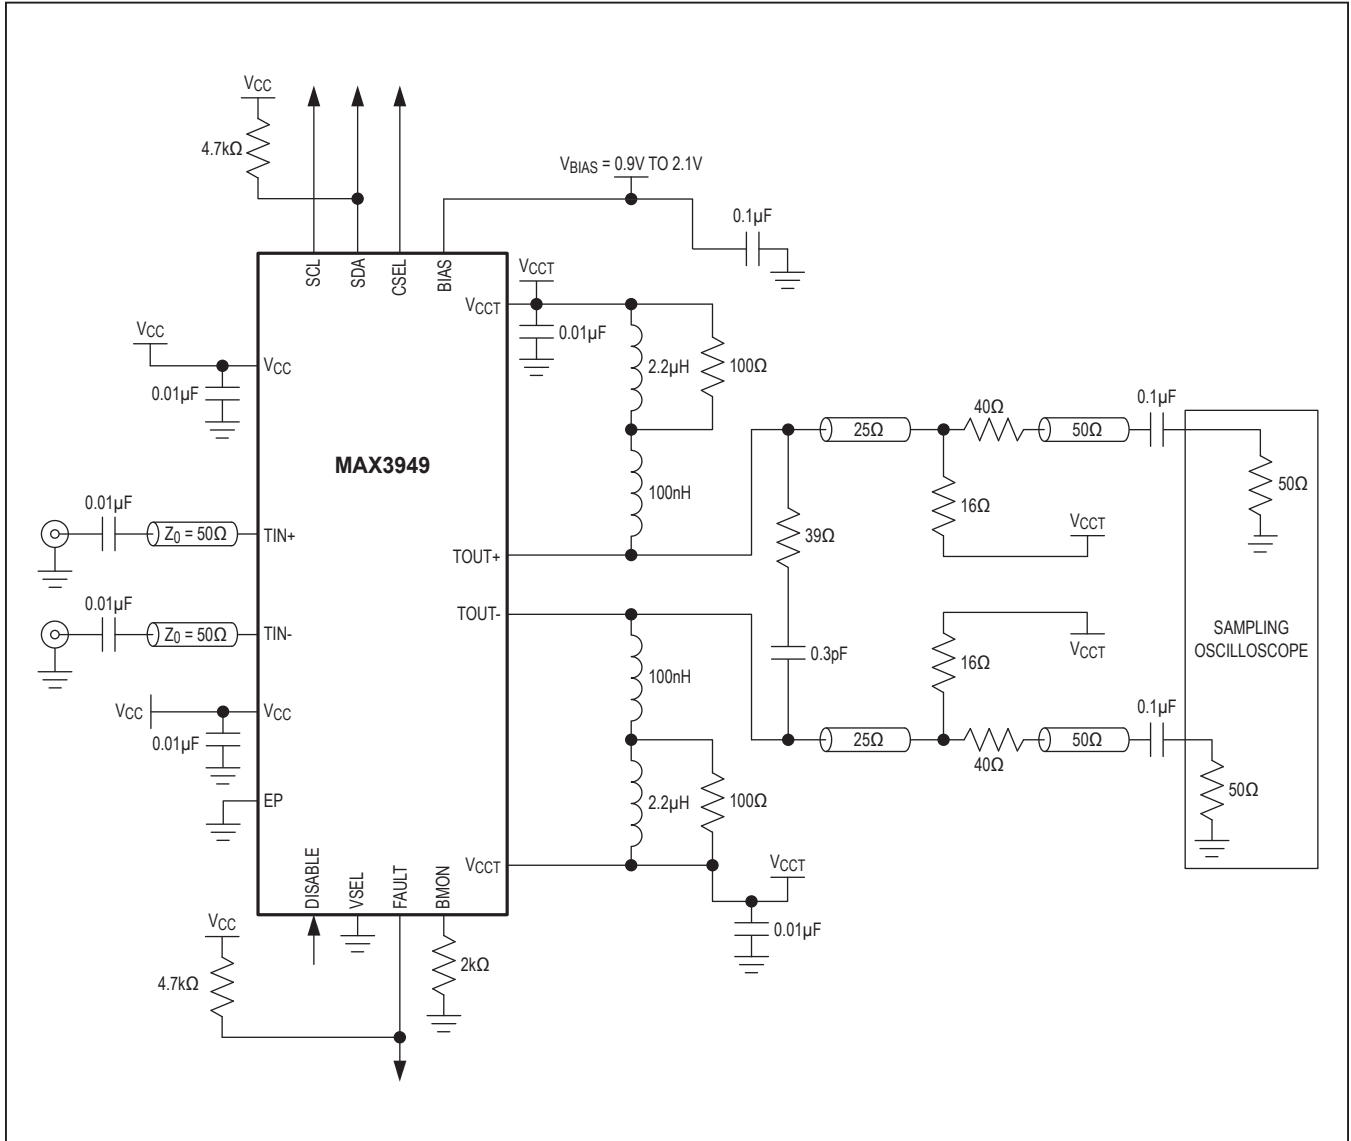 VCC
4.7kΩ
VBIAS = 0.9V TO 2.1V
0.1μF
SCL
SDA
CSEL
BIAS
VCCT
VCCT
0.01μF
2.2μH
100Ω
VCC
VCC
0.01μF
40Ω
0.1μF
25Ω
50Ω
MAX3949
100nH
16Ω
50Ω
0.01μF
Z0 = 50Ω
TIN+
39Ω
VCCT
TOUT+
0.01μF
Z0 = 50Ω
TIN-
TOUT-
SAMPLING
OSCILLOSCOPE
100nH
0.3pF
16Ω
VCCT
VCC
VCC
0.01μF
0.1μF
25Ω
50Ω
40Ω
EP
2.2μH
100Ω
50Ω
DISABLE
VSEL
FAULT
BMON
VCCT
VCCT
0.01μF
VCC
4.7kΩ
2kΩ